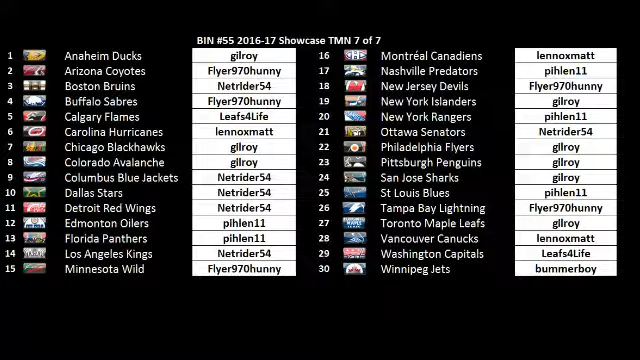 BIN #55 2016-17 Showcase TMN 7 of 7
1 Anaheim Ducks gilroy
2 Arizona Coyotes Flyer970hunny
3 Boston Bruins Netrider54
4 Buffalo Sabres Flyer970hunny
5 Calgary Flames Leafs4Life
6 Carolina Hurricanes lennoxmatt
7 Chicago Blackhawks gilroy
8 Colorado Avalanche gilroy
9 Columbus Blue Jackets Netrider54
10 Dallas Stars Netrider54
11 Detroit Red Wings Netrider54
12 Edmonton Oilers pihlen11
13 Florida Panthers pihlen11
14 Los Angeles Kings Netrider54
15 Minnesota Wild Flyer970hunny
16 Montréal Canadiens lennoxmatt
17 Nashville Predators pihlen11
18 New Jersey Devils Flyer970hunny
19 New York Islanders gilroy
20 New York Rangers pihlen11
21 Ottawa Senators Netrider54
22 Philadelphia Flyers gilroy
23 Pittsburgh Penguins gilroy
24 San Jose Sharks gilroy
25 St Louis Blues pihlen11
26 Tampa Bay Lightning Flyer970hunny
27 Toronto Maple Leafs gilroy
28 Vancouver Canucks lennoxmatt
29 Washington Capitals Leafs4Life
30 Winnipeg Jets bummerboy